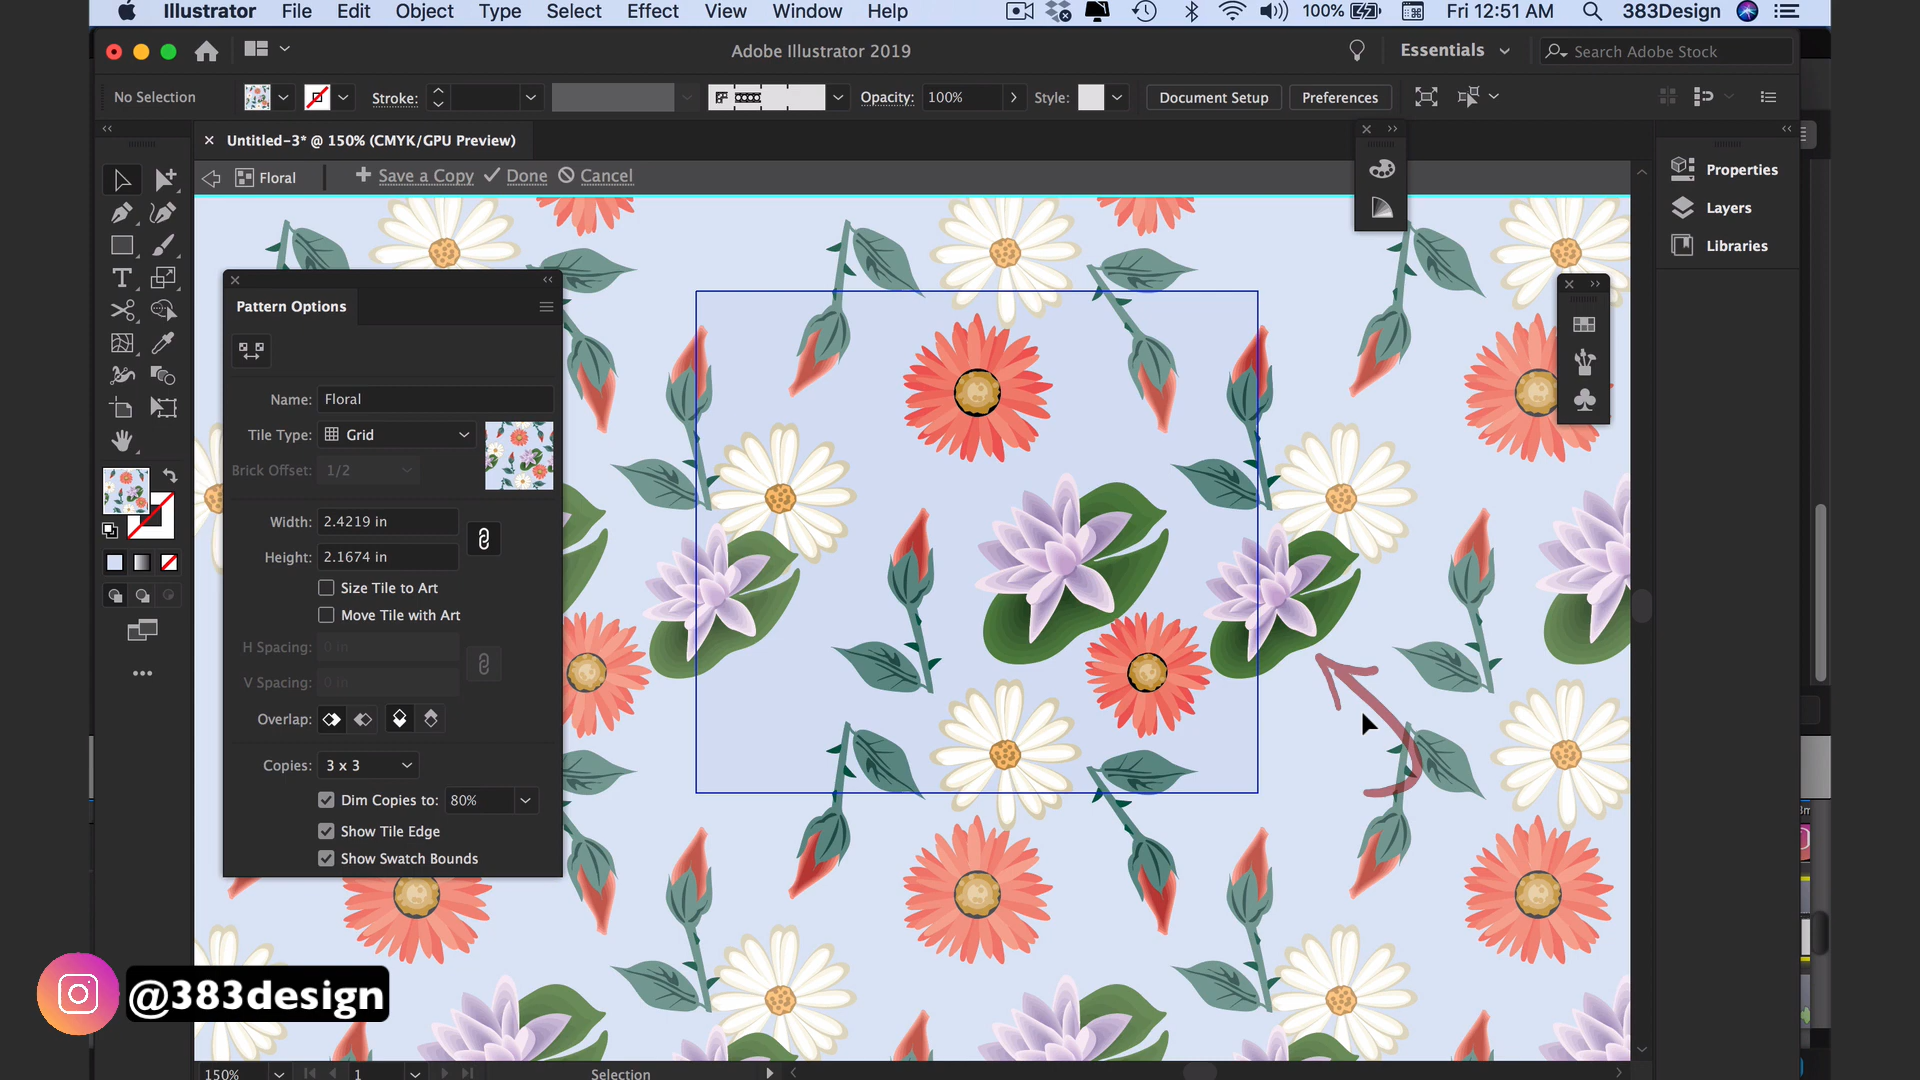 Illustrator File Edit Object Type Select Effect View Window Help 100% Fri 12:51 AM 383Design
Adobe Illustrator 2019 Essentials Search Adobe Stock
No Selection Stroke: Opacity: 100% Style: Document Setup Preferences
Untitled-3* @ 150% (CMYK/GPU Preview)
Floral Save a Copy Done Cancel
Properties
Layers
Libraries
Pattern Options
Name: Floral
Tile Type: Grid
Brick Offset: 1/2
Width: 2.4219 in
Height: 2.1674 in
Size Tile to Art
Move Tile with Art
H Spacing: 0 in
V Spacing: 0 in
Overlap:
Copies: 3 x 3
Dim Copies to: 80%
Show Tile Edge
Show Swatch Bounds
@383design
150% 1 Selection